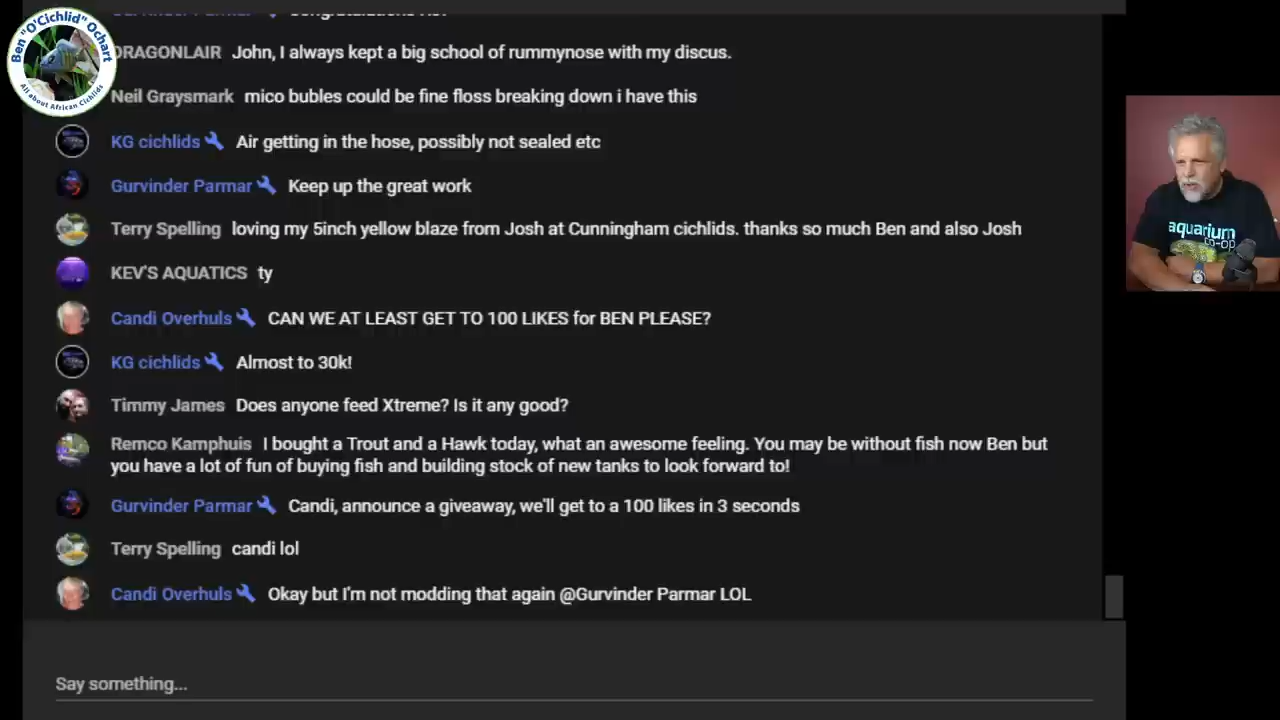 Ben "O'Cichlid" Ochart
All about African Cichlids
DRAGONLAIR John, I always kept a big school of rummynose with my discus.
Neil Graysmark mico bubles could be fine floss breaking down i have this
KG cichlids Air getting in the hose, possibly not sealed etc
Gurvinder Parmar Keep up the great work
Terry Spelling loving my 5inch yellow blaze from Josh at Cunningham cichlids. thanks so much Ben and also Josh
KEV'S AQUATICS ty
Candi Overhuls CAN WE AT LEAST GET TO 100 LIKES for BEN PLEASE?
KG cichlids Almost to 30k!
Timmy James Does anyone feed Xtreme? Is it any good?
Remco Kamphuis I bought a Trout and a Hawk today, what an awesome feeling. You may be without fish now Ben but
you have a lot of fun of buying fish and building stock of new tanks to look forward to!
Gurvinder Parmar Candi, announce a giveaway, we'll get to a 100 likes in 3 seconds
Terry Spelling candi lol
Candi Overhuls Okay but I'm not modding that again @Gurvinder Parmar LOL
Say something...
aquarium
co-op